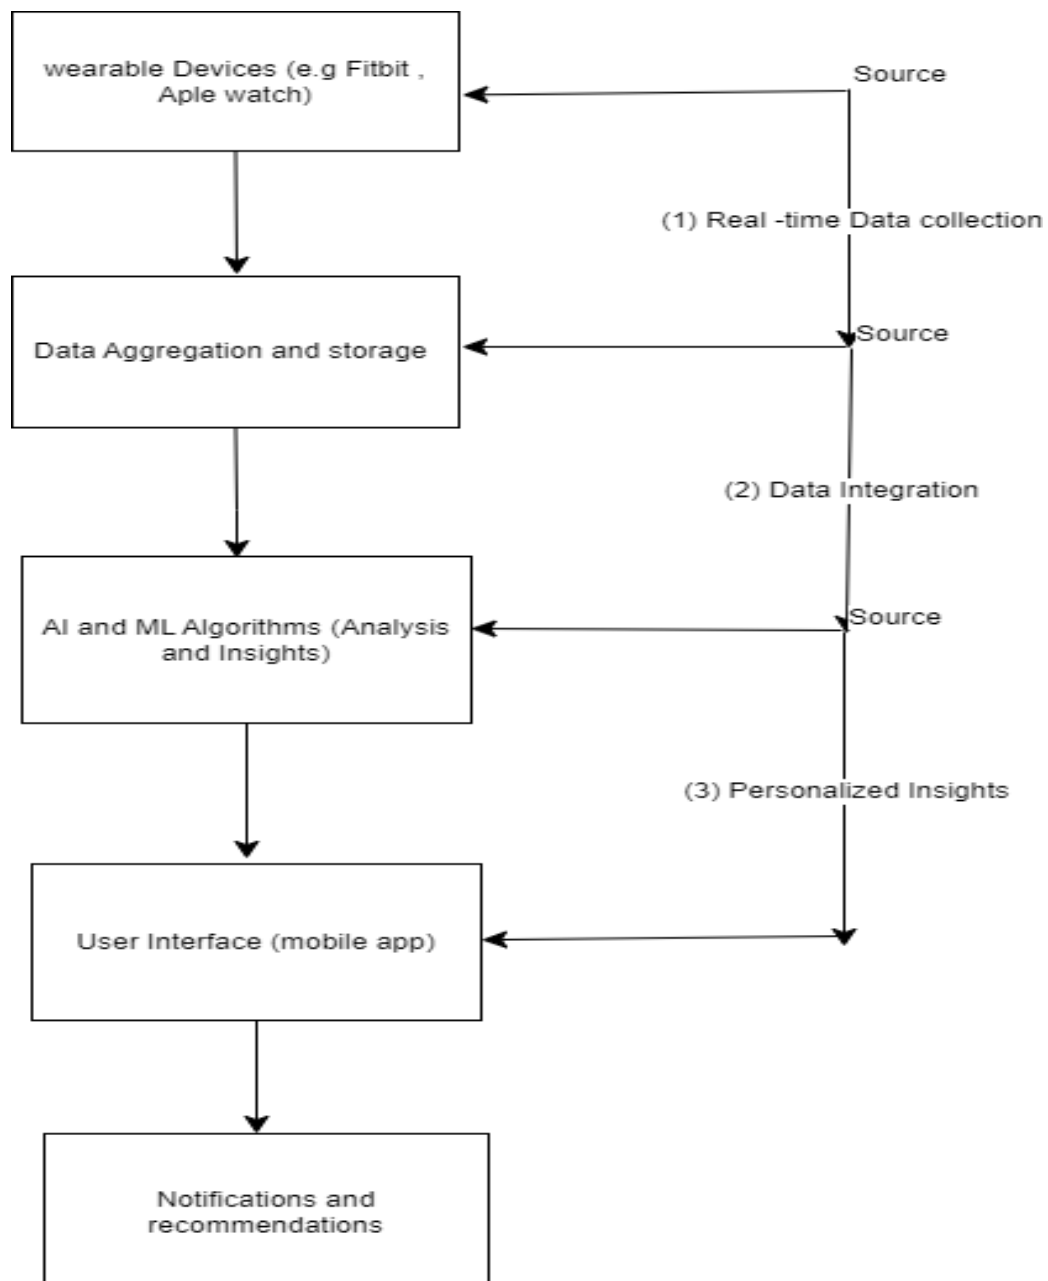 wearable Devices (e.g Fitbit ,
Aple watch)
Source
(1) Real -time Data collection
Source
Data Aggregation and storage
(2) Data Integration
Source
AI and ML Algorithms (Analysis
and Insights)
(3) Personalized Insights
User Interface (mobile app)
Notifications and
recommendations